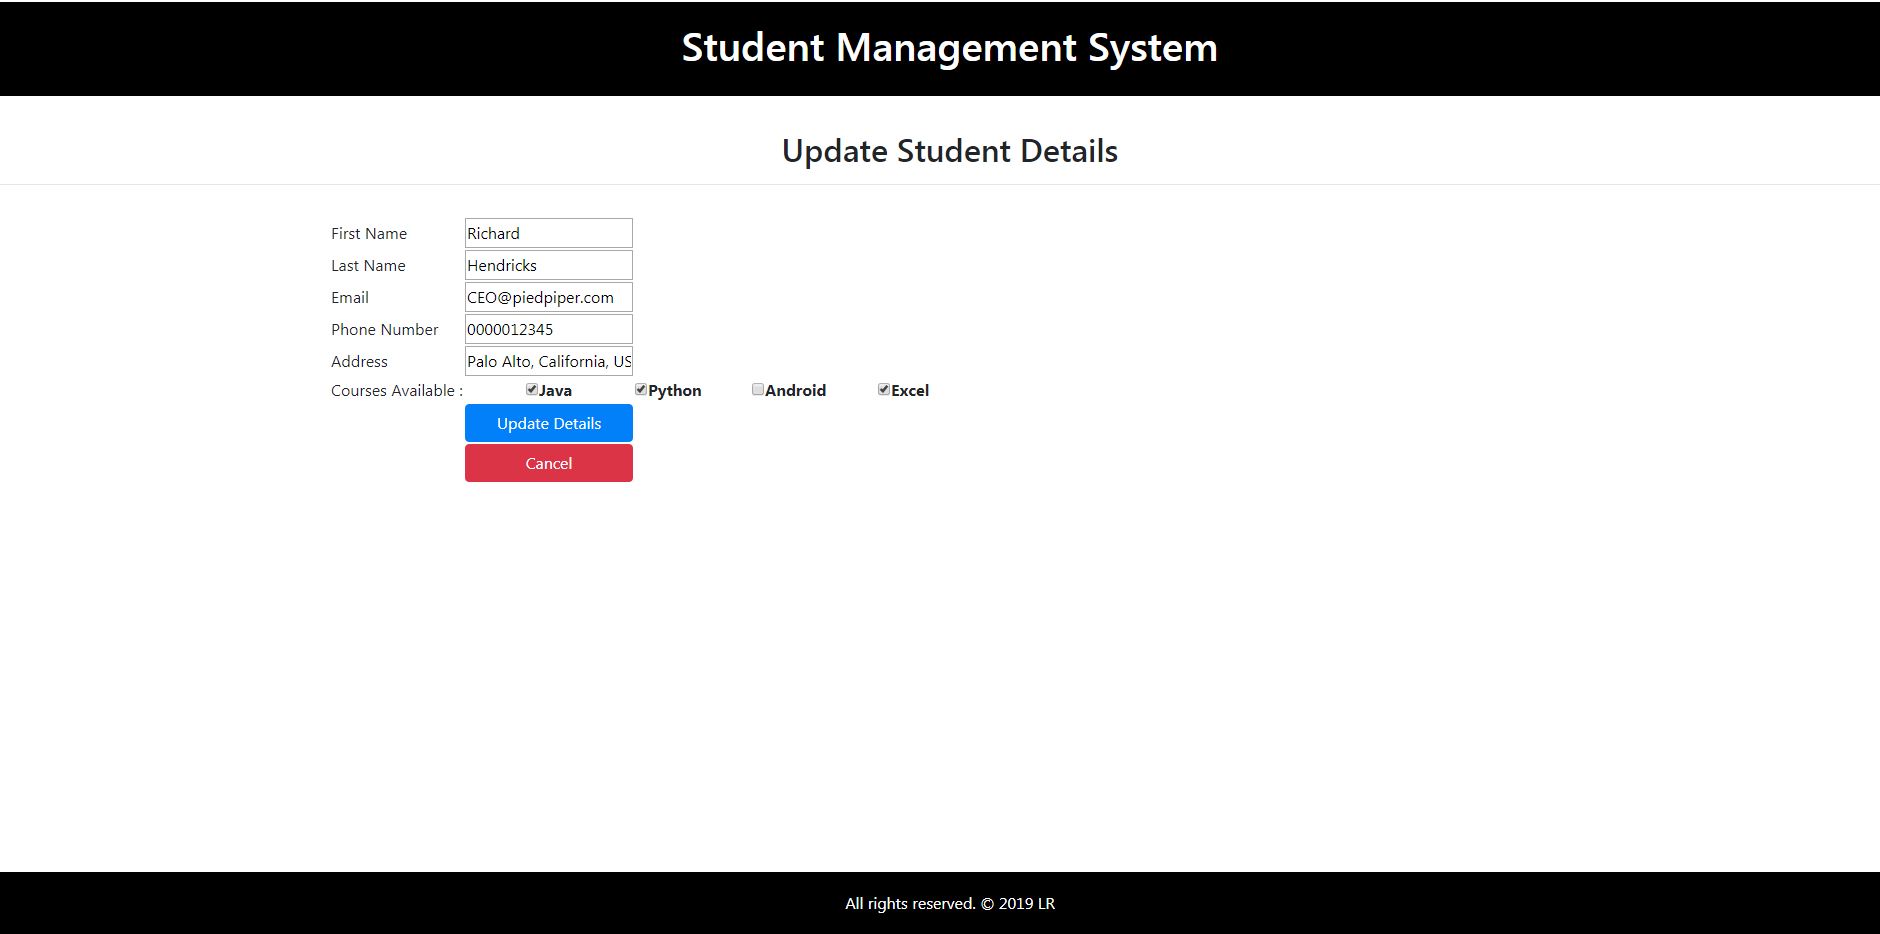 Student Management System
Update Student Details
First Name Richard
Last Name Hendricks
Email CEO@piedpiper.com
Phone Number 0000012345
Address Palo Alto, California, US
Courses Available : Java Python Android Excel
Update Details
Cancel
All rights reserved. © 2019 LR